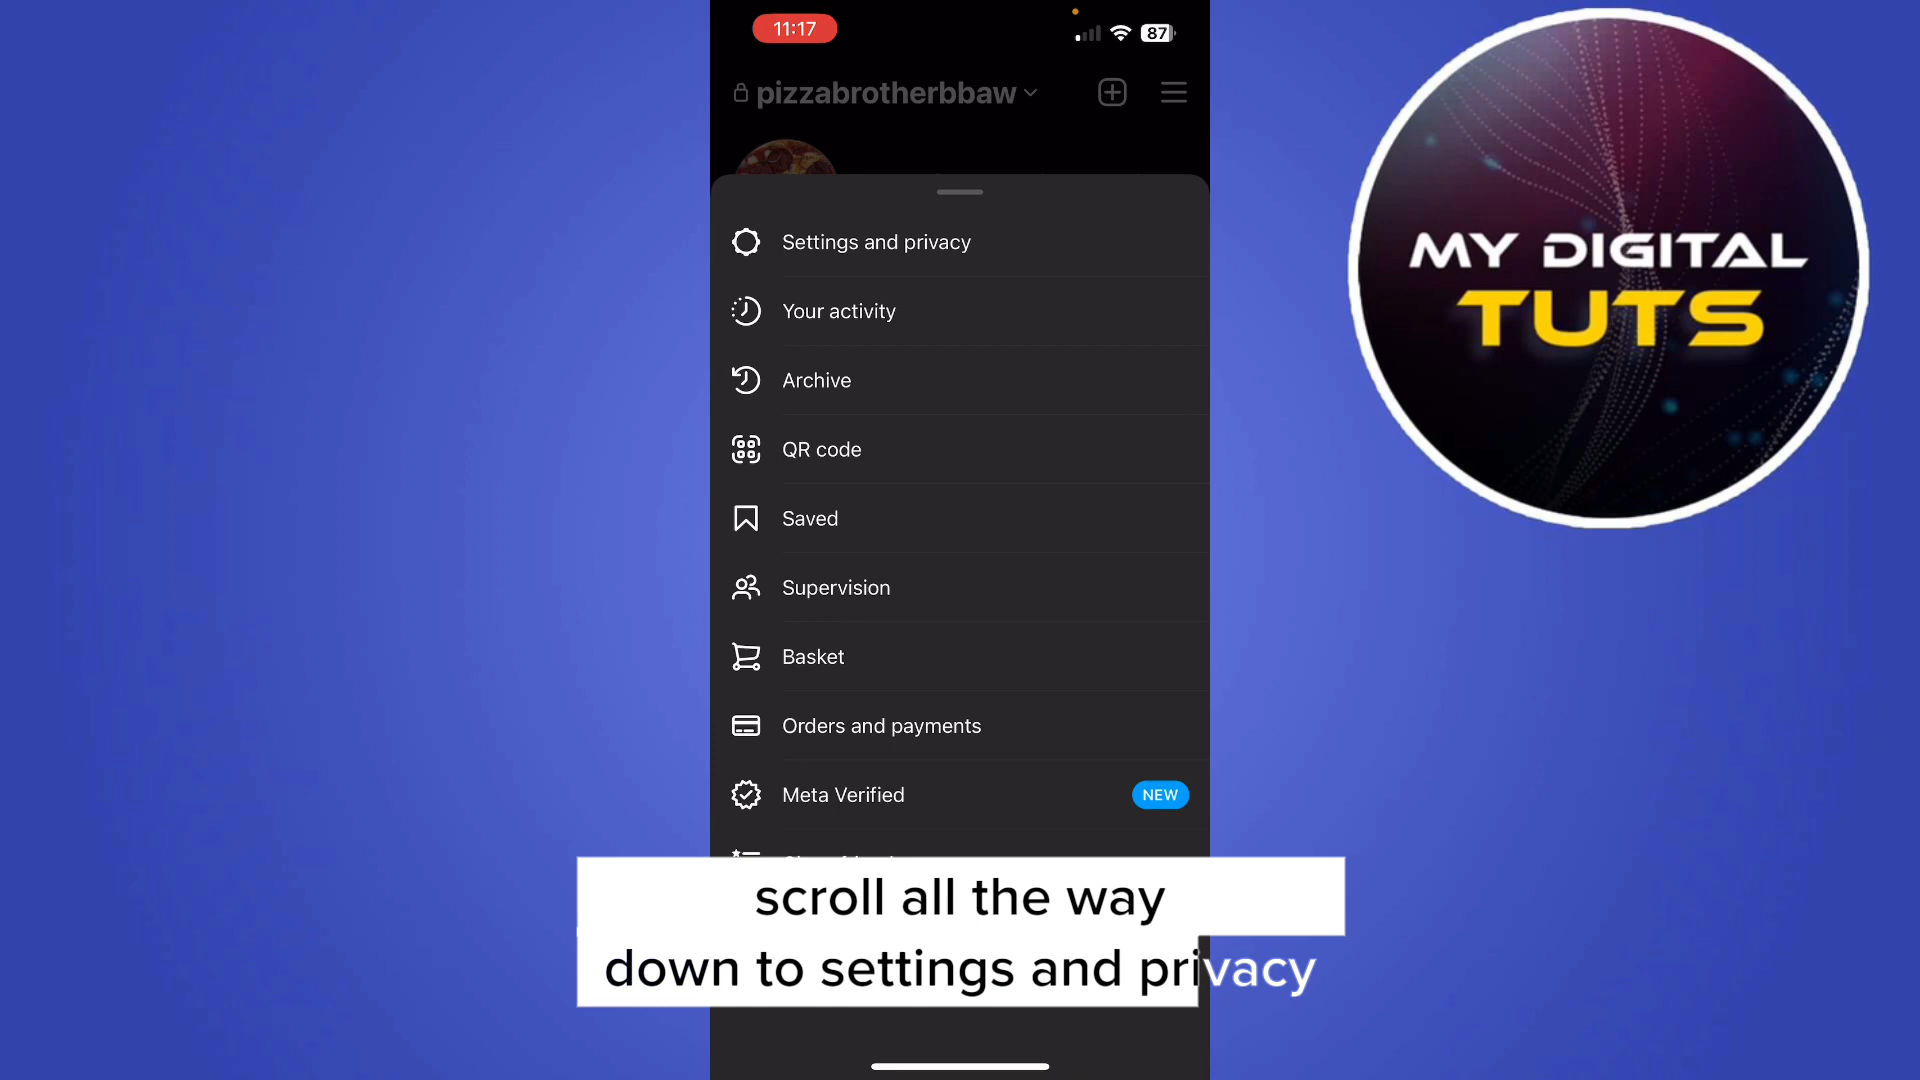 11:17
87
pizzabrotherbbaw
Settings and privacy
Your activity
Archive
QR code
Saved
Supervision
Basket
Orders and payments
Meta Verified
NEW
scroll all the way
down to settings and privacy
MY DIGITAL
TUTS